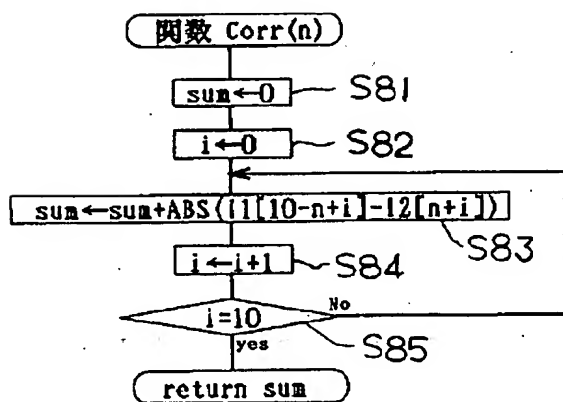 関数 Corr(n)
sum←0
S81
i←0
S82
sum←sum+ABS(I1[10-n+i]-I2[n+i])
S83
i←i+1
S84
i=10
No
S85
yes
return sum